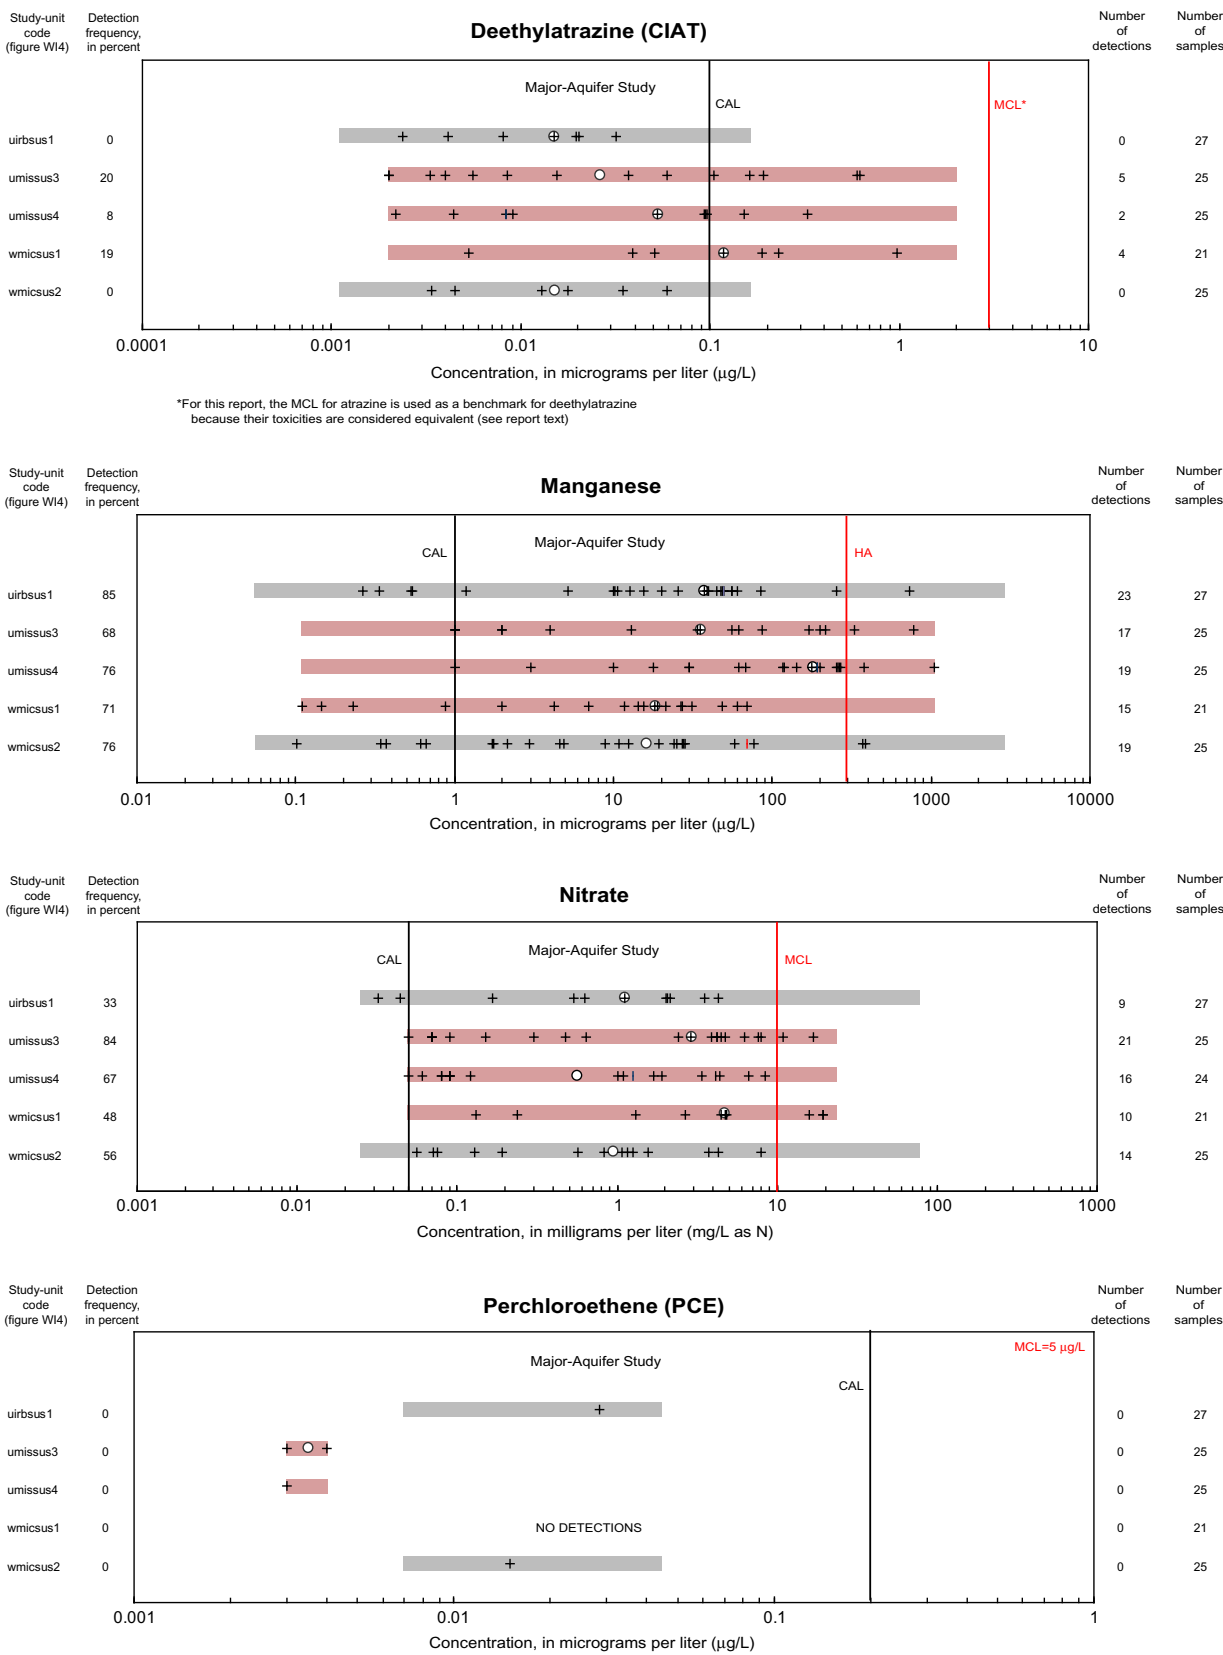 Study-unit code (figure WI4)
Detection frequency, in percent
Deethylatrazine (CIAT)
Number of detections
Number of samples
Major-Aquifer Study
CAL
MCL*
uirbsus1 0 0 27
umissus3 20 5 25
umissus4 8 2 25
wmicsus1 19 4 21
wmicsus2 0 0 25
0.0001 0.001 0.01 0.1 1 10
Concentration, in micrograms per liter (µg/L)
*For this report, the MCL for atrazine is used as a benchmark for deethylatrazine
because their toxicities are considered equivalent (see report text)
Study-unit code (figure WI4)
Detection frequency, in percent
Manganese
Number of detections
Number of samples
Major-Aquifer Study
CAL
HA
uirbsus1 85 23 27
umissus3 68 17 25
umissus4 76 19 25
wmicsus1 71 15 21
wmicsus2 76 19 25
0.01 0.1 1 10 100 1000 10000
Concentration, in micrograms per liter (µg/L)
Study-unit code (figure WI4)
Detection frequency, in percent
Nitrate
Number of detections
Number of samples
Major-Aquifer Study
CAL
MCL
uirbsus1 33 9 27
umissus3 84 21 25
umissus4 67 16 24
wmicsus1 48 10 21
wmicsus2 56 14 25
0.001 0.01 0.1 1 10 100 1000
Concentration, in milligrams per liter (mg/L as N)
Study-unit code (figure WI4)
Detection frequency, in percent
Perchloroethene (PCE)
Number of detections
Number of samples
MCL=5 µg/L
Major-Aquifer Study
CAL
uirbsus1 0 0 27
umissus3 0 0 25
umissus4 0 0 25
wmicsus1 0 NO DETECTIONS 0 21
wmicsus2 0 0 25
0.001 0.01 0.1 1
Concentration, in micrograms per liter (µg/L)